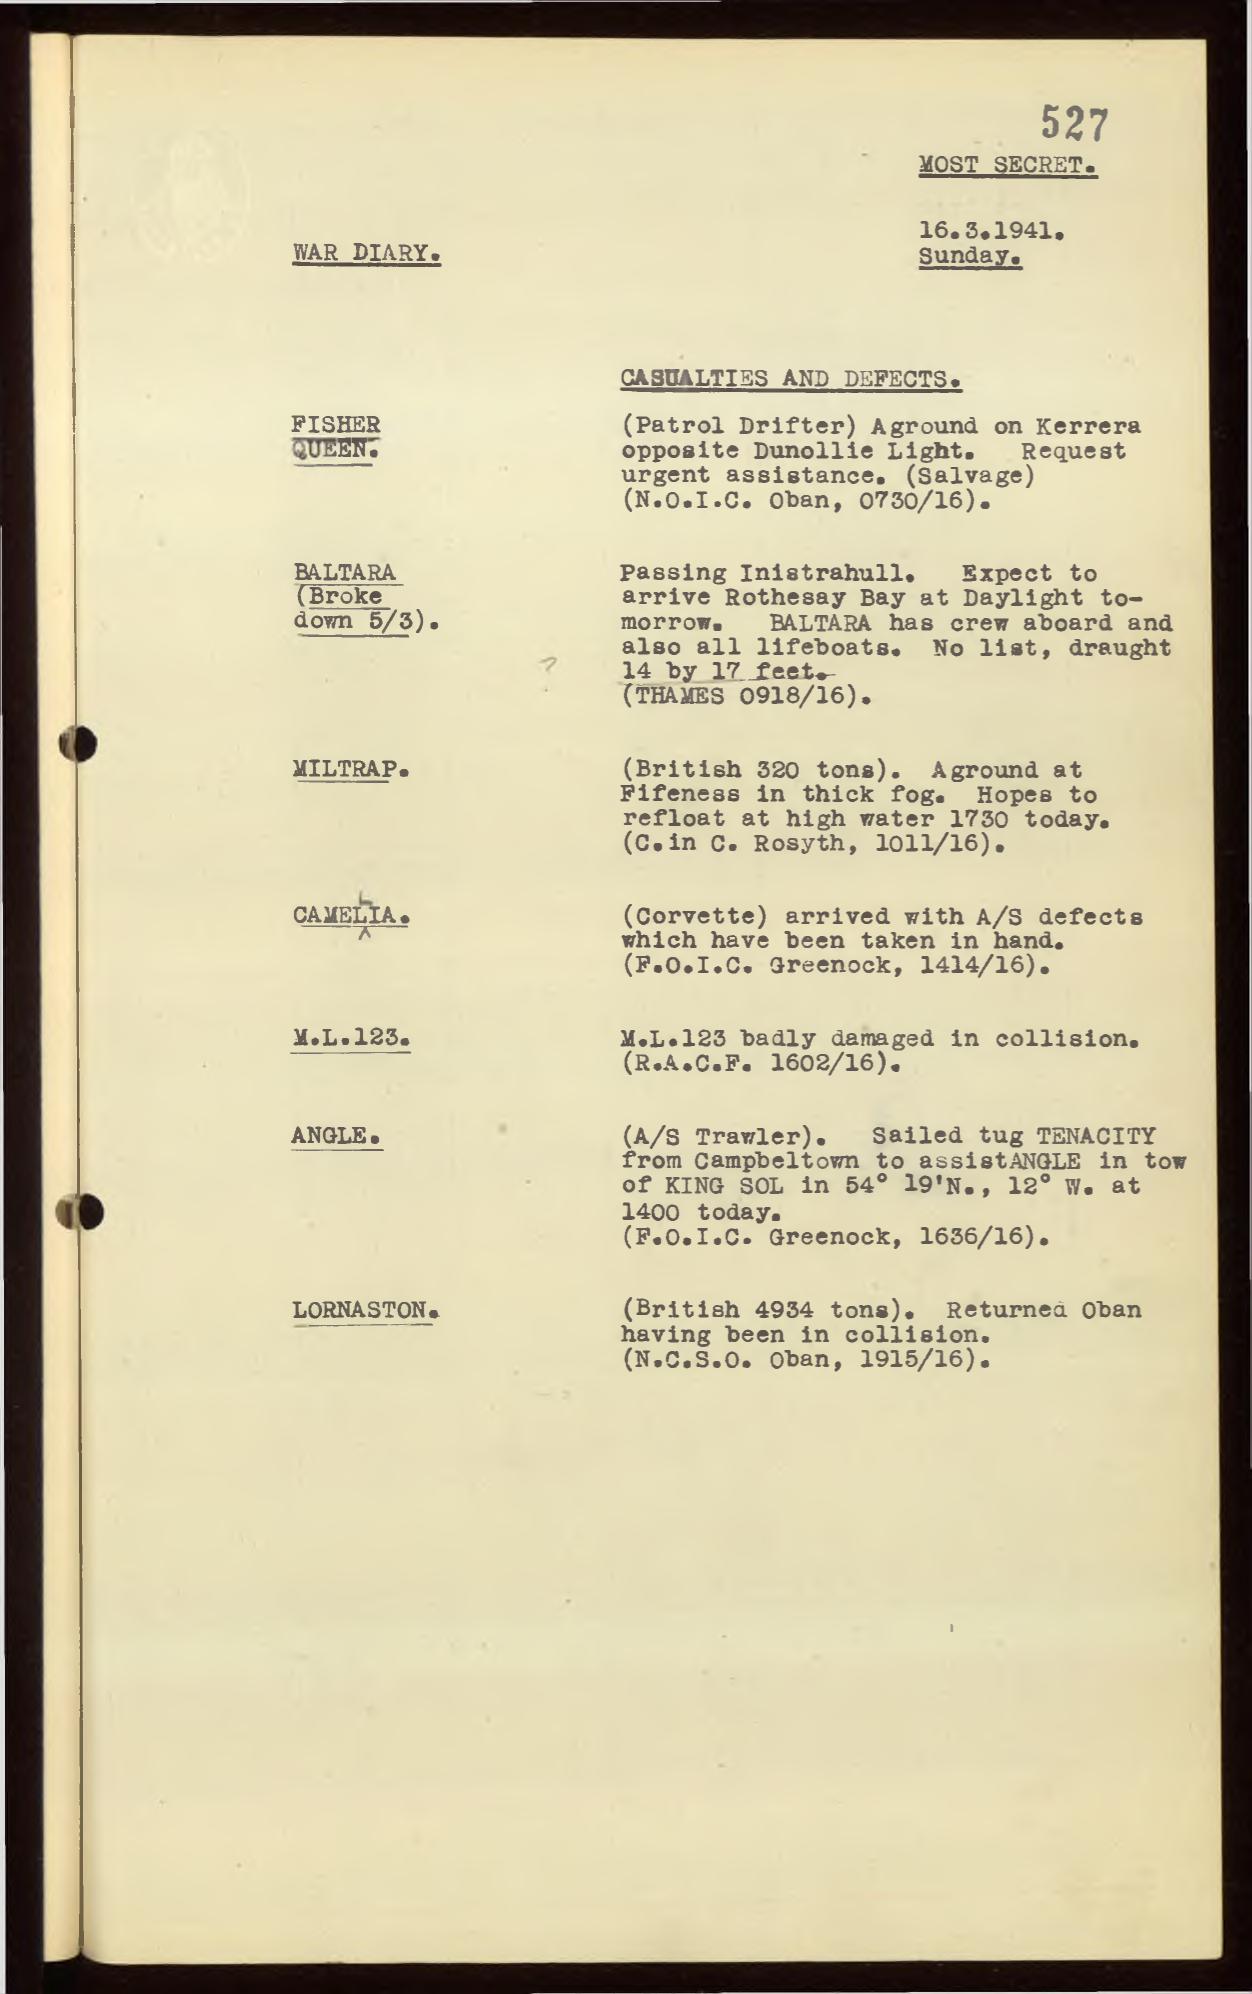 527
MOST SECRET.
16.3.1941.
WAR DIARY.
Sunday.
CASUALTIES AND DEFECTS.
FISHER
QUEEN.
(Patrol Drifter) Aground on Kerrera
opposite Dunollie Light. Request
urgent assistance. (Salvage)
(N.O.I.C. Oban, 0730/16).
BALTARA
(Broke
down 5/3).
Passing Inistrahull. Expect to
arrive Rothesay Bay at Daylight to-
morrow. BALTARA has crew aboard and
also all lifeboats. No list, draught
? 14 by 17 feet.
(THAMES 0918/16).
MILTRAP.
(British 320 tons). Aground at
Fifeness in thick fog. Hopes to
refloat at high water 1730 today.
(C.in C. Rosyth, 1011/16).
L
CAMELIA.
^
(Corvette) arrived with A/S defects
which have been taken in hand.
(F.O.I.C. Greenock, 1414/16).
M.L.123.
M.L.123 badly damaged in collision.
(R.A.C.F. 1602/16).
ANGLE.
(A/S Trawler). Sailed tug TENACITY
from Campbeltown to assistANGLE in tow
of KING SOL in 54° 19'N., 12° W. at
1400 today.
(F.O.I.C. Greenock, 1636/16).
LORNASTON.
(British 4934 tons). Returned Oban
having been in collision.
(N.C.S.O. Oban, 1915/16).